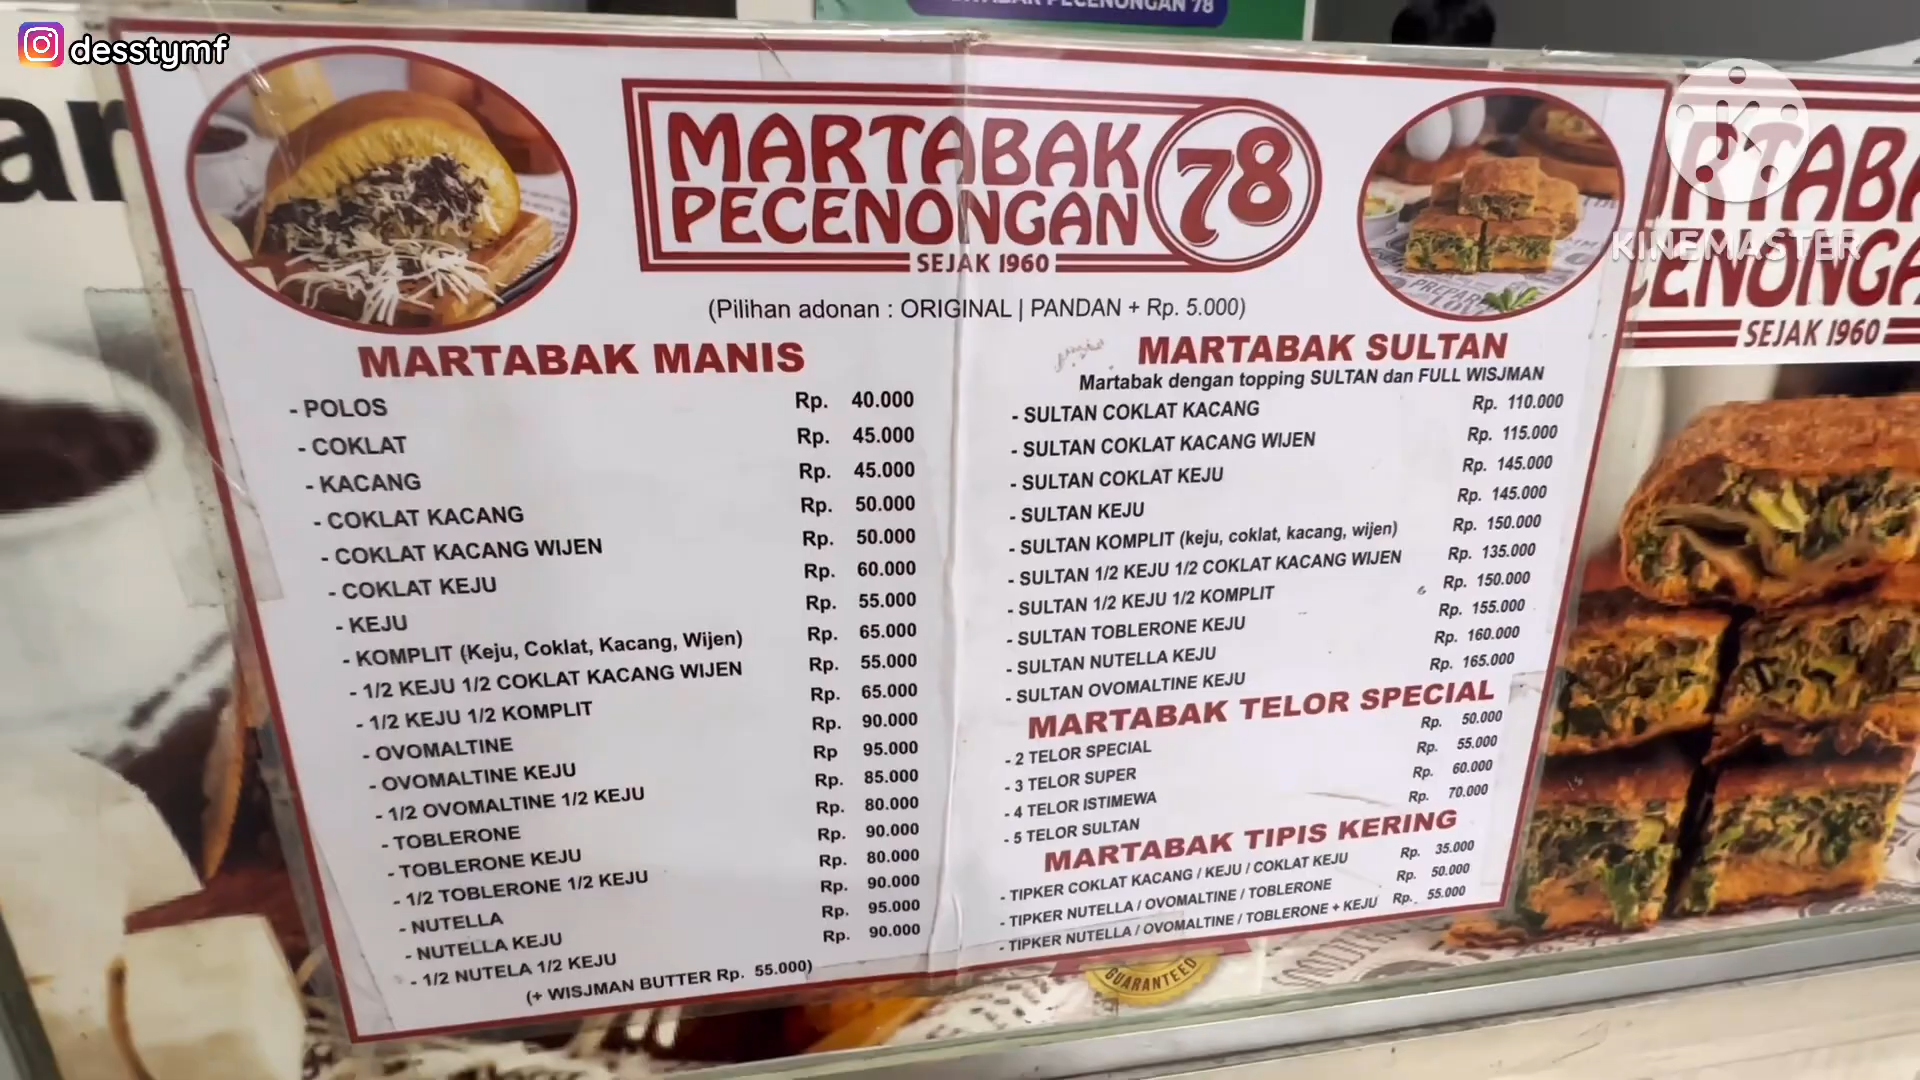 desstymf
MARTABAK PECENONGAN 78
MARTABAK
PECENONGAN
78
SEJAK 1960
(Pilihan adonan : ORIGINAL | PANDAN + Rp. 5.000)
MARTABAK MANIS
- POLOS Rp. 40.000
- COKLAT Rp. 45.000
- KACANG Rp. 45.000
- COKLAT KACANG Rp. 50.000
- COKLAT KACANG WIJEN Rp. 50.000
- COKLAT KEJU Rp. 60.000
- KEJU Rp. 55.000
- KOMPLIT (Keju, Coklat, Kacang, Wijen) Rp. 65.000
- 1/2 KEJU 1/2 COKLAT KACANG WIJEN Rp. 55.000
- 1/2 KEJU 1/2 KOMPLIT Rp. 65.000
- OVOMALTINE Rp. 90.000
- OVOMALTINE KEJU Rp 95.000
- 1/2 OVOMALTINE 1/2 KEJU Rp. 85.000
- TOBLERONE Rp. 80.000
- TOBLERONE KEJU Rp. 90.000
- 1/2 TOBLERONE 1/2 KEJU Rp. 80.000
- NUTELLA Rp. 90.000
- NUTELLA KEJU Rp. 95.000
- 1/2 NUTELA 1/2 KEJU Rp. 90.000
(+ WISJMAN BUTTER Rp. 55.000)
MARTABAK SULTAN
Martabak dengan topping SULTAN dan FULL WISJMAN
- SULTAN COKLAT KACANG Rp. 110.000
- SULTAN COKLAT KACANG WIJEN Rp. 115.000
- SULTAN COKLAT KEJU Rp. 145.000
- SULTAN KEJU Rp. 145.000
- SULTAN KOMPLIT (keju, coklat, kacang, wijen) Rp. 150.000
- SULTAN 1/2 KEJU 1/2 COKLAT KACANG WIJEN Rp. 135.000
- SULTAN 1/2 KEJU 1/2 KOMPLIT Rp. 150.000
- SULTAN TOBLERONE KEJU Rp. 155.000
- SULTAN NUTELLA KEJU Rp. 160.000
- SULTAN OVOMALTINE KEJU Rp. 165.000
MARTABAK TELOR SPECIAL
- 2 TELOR SPECIAL Rp. 50.000
- 3 TELOR SUPER Rp. 55.000
- 4 TELOR ISTIMEWA Rp. 60.000
- 5 TELOR SULTAN Rp. 70.000
MARTABAK TIPIS KERING
- TIPKER COKLAT KACANG / KEJU / COKLAT KEJU Rp. 35.000
- TIPKER NUTELLA / OVOMALTINE / TOBLERONE Rp. 50.000
- TIPKER NUTELLA / OVOMALTINE / TOBLERONE + KEJU Rp. 55.000
GUARANTEED
KINEMASTER
SEJAK 1960